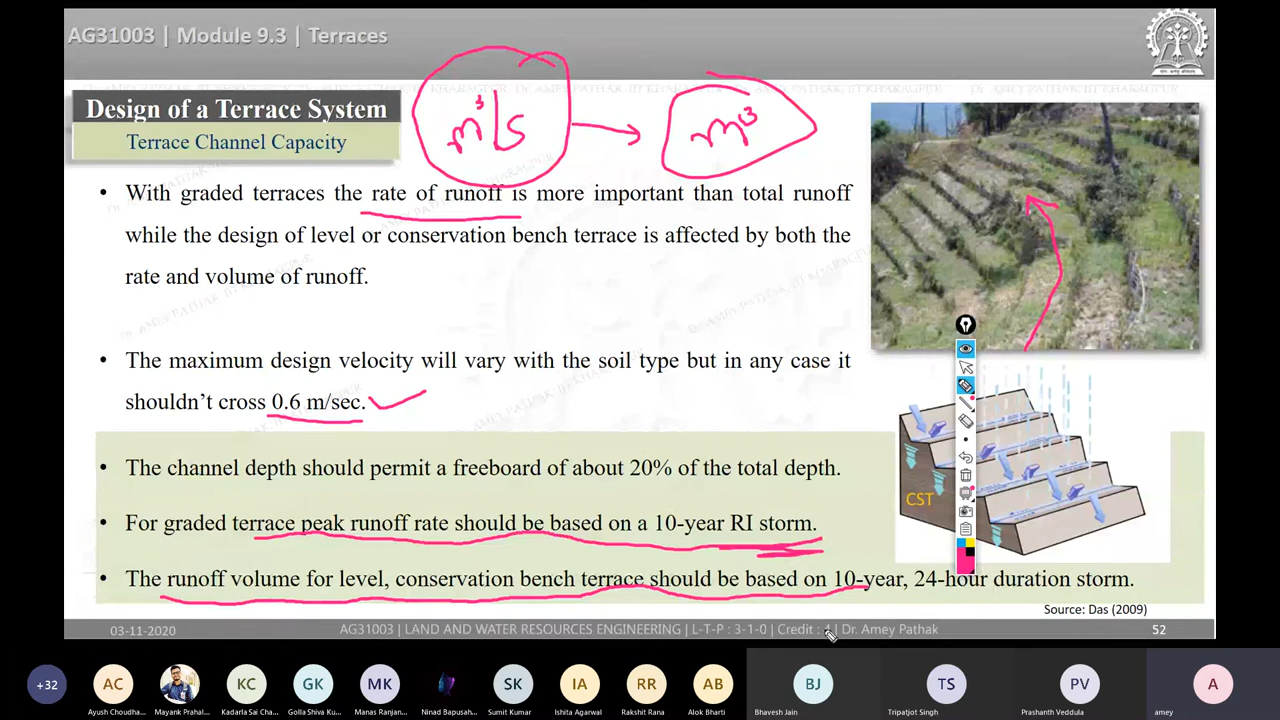 AG31003 | Module 9.3 | Terraces
Design of a Terrace System
Terrace Channel Capacity
m³/s
m³
• With graded terraces the rate of runoff is more important than total runoff
while the design of level or conservation bench terrace is affected by both the
rate and volume of runoff.
• The maximum design velocity will vary with the soil type but in any case it
shouldn't cross 0.6 m/sec.
• The channel depth should permit a freeboard of about 20% of the total depth.
• For graded terrace peak runoff rate should be based on a 10-year RI storm.
• The runoff volume for level, conservation bench terrace should be based on 10-year, 24-hour duration storm.
CST
Source: Das (2009)
03-11-2020
AG31003 | LAND AND WATER RESOURCES ENGINEERING | L-T-P : 3-1-0 | Credit : 4 | Dr. Amey Pathak
52
+32
AC
KC
GK
MK
SK
IA
RR
AB
BJ
TS
PV
A
Ayush Choudha...
Mayank Prahal...
Kadarla Sai Cha...
Golla Shiva Ku...
Manas Ranjan...
Ninad Bapusah...
Sumit Kumar
Ishita Agarwal
Rakshit Rana
Alok Bharti
Bhavesh Jain
Tripatjot Singh
Prashanth Veddula
amey